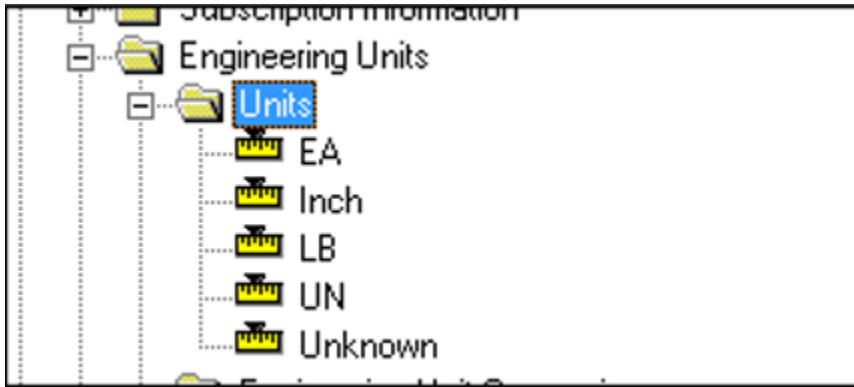 Subscription Information
Engineering Units
Units
EA
Inch
LB
UN
Unknown